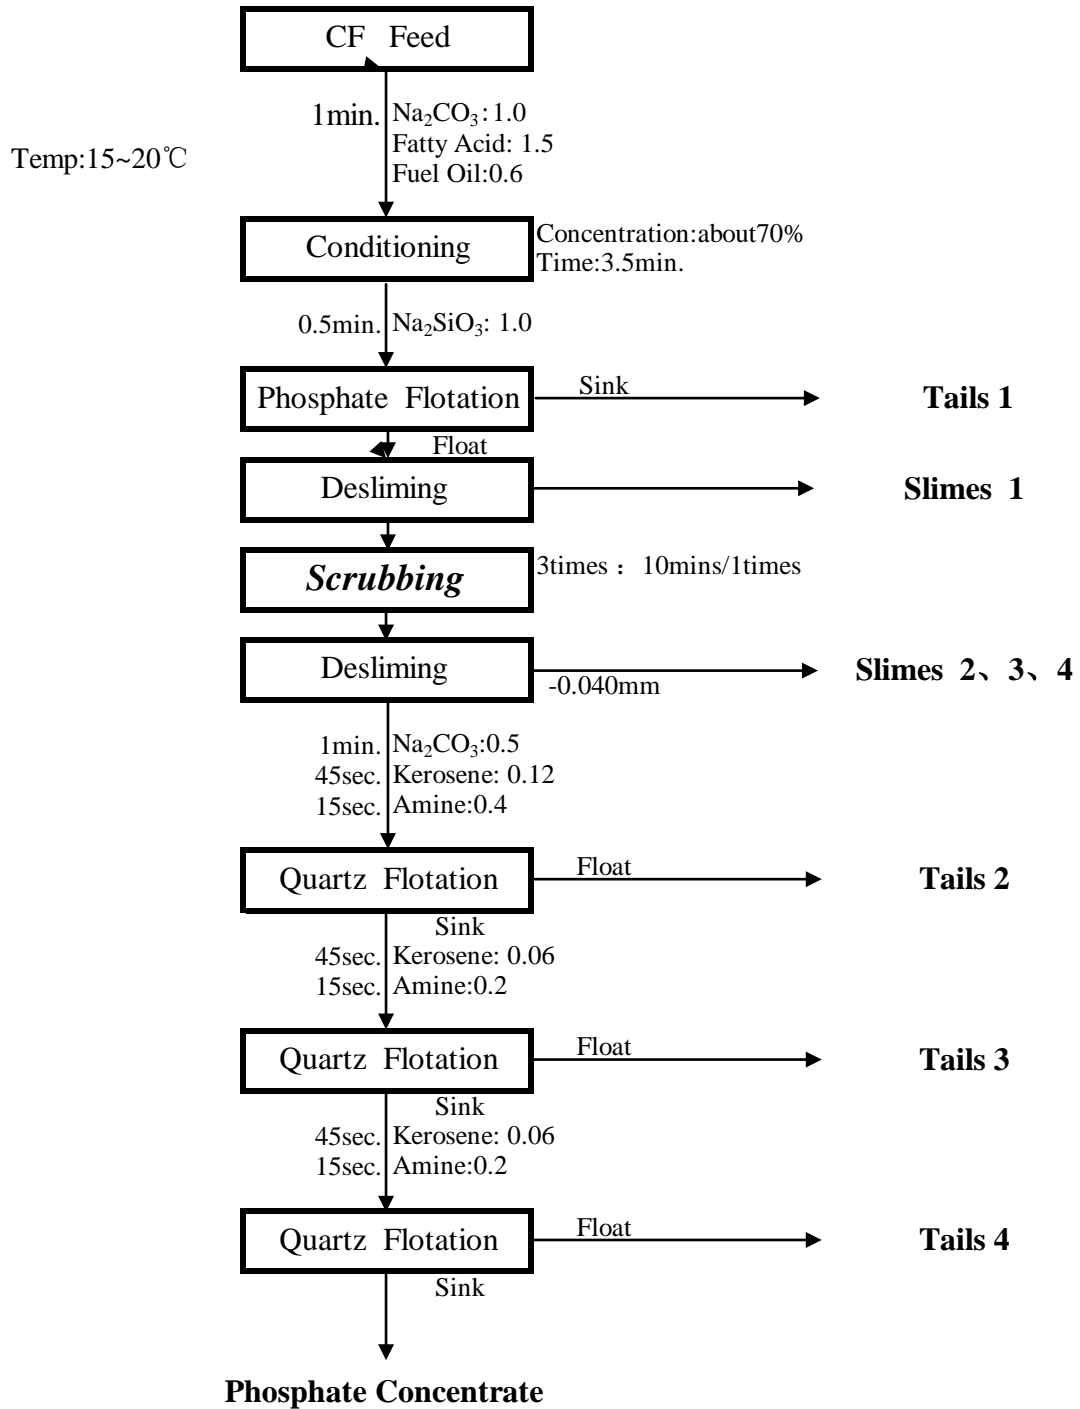 CF Feed
1min. Na₂CO₃:1.0
Fatty Acid: 1.5
Temp:15~20℃
Fuel Oil:0.6
Conditioning
Concentration:about70%
Time:3.5min.
0.5min. Na₂SiO₃: 1.0
Phosphate Flotation
Sink
Tails 1
Float
Desliming
Slimes 1
Scrubbing
3times： 10mins/1times
Desliming
-0.040mm
Slimes 2、3、4
1min. Na₂CO₃:0.5
45sec. Kerosene: 0.12
15sec. Amine:0.4
Quartz Flotation
Float
Tails 2
Sink
45sec. Kerosene: 0.06
15sec. Amine:0.2
Quartz Flotation
Float
Tails 3
Sink
45sec. Kerosene: 0.06
15sec. Amine:0.2
Quartz Flotation
Float
Tails 4
Sink
Phosphate Concentrate